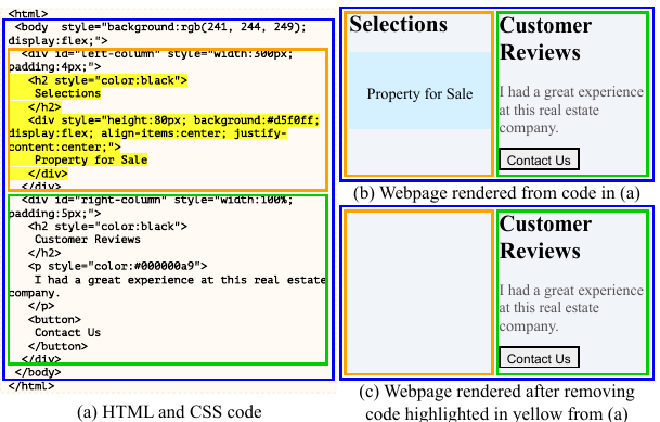 <html>
<body  style="background:rgb(241, 244, 249);
display:flex;">
<div id="left-column" style="width:300px;
padding:4px;">
<h2 style="color:black">
Selections
</h2>
<div style="height:80px; background:#d5f0ff;
display:flex; align-items:center; justify-
content:center;">
Property for Sale
</div>
</div>
<div id="right-column" style="width:100%;
padding:5px;">
<h2 style="color:black">
Customer Reviews
</h2>
<p style="color:#000000a9">
I had a great experience at this real estate
company.
</p>
<button>
Contact Us
</button>
</div>
</body>
</html>
(a) HTML and CSS code
Selections
Property for Sale
Customer
Reviews
I had a great experience
at this real estate
company.
Contact Us
(b) Webpage rendered from code in (a)
Customer
Reviews
I had a great experience
at this real estate
company.
Contact Us
(c) Webpage rendered after removing
code highlighted in yellow from (a)